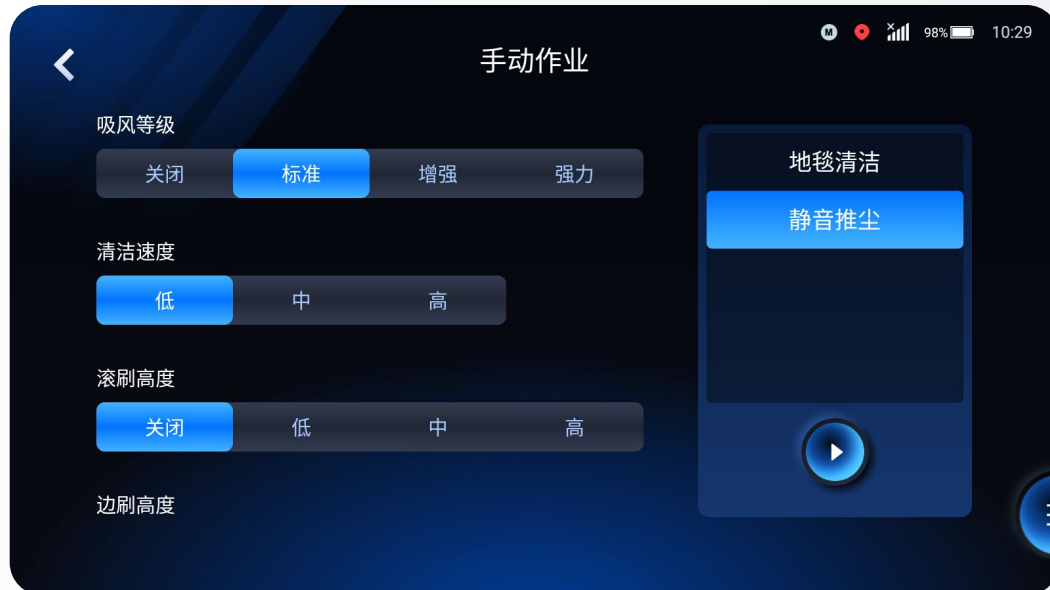 M 98% 10:29
手动作业
吸风等级
关闭 标准 增强 强力
清洁速度
低 中 高
滚刷高度
关闭 低 中 高
边刷高度
地毯清洁
静音推尘